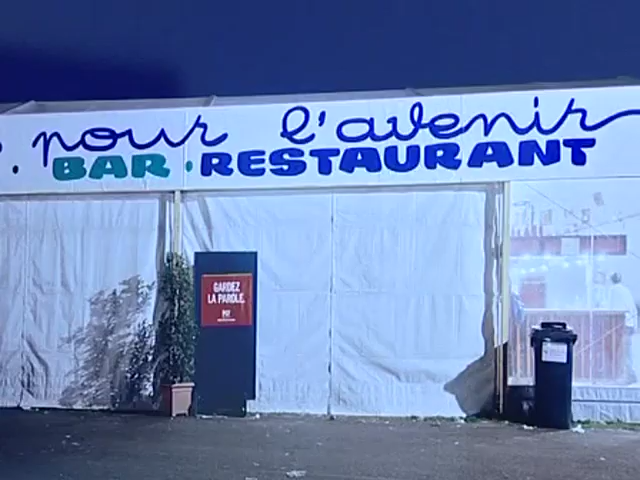 . pour l'avenir
. BAR . RESTAURANT
GARDEZ
LA PAROLE.